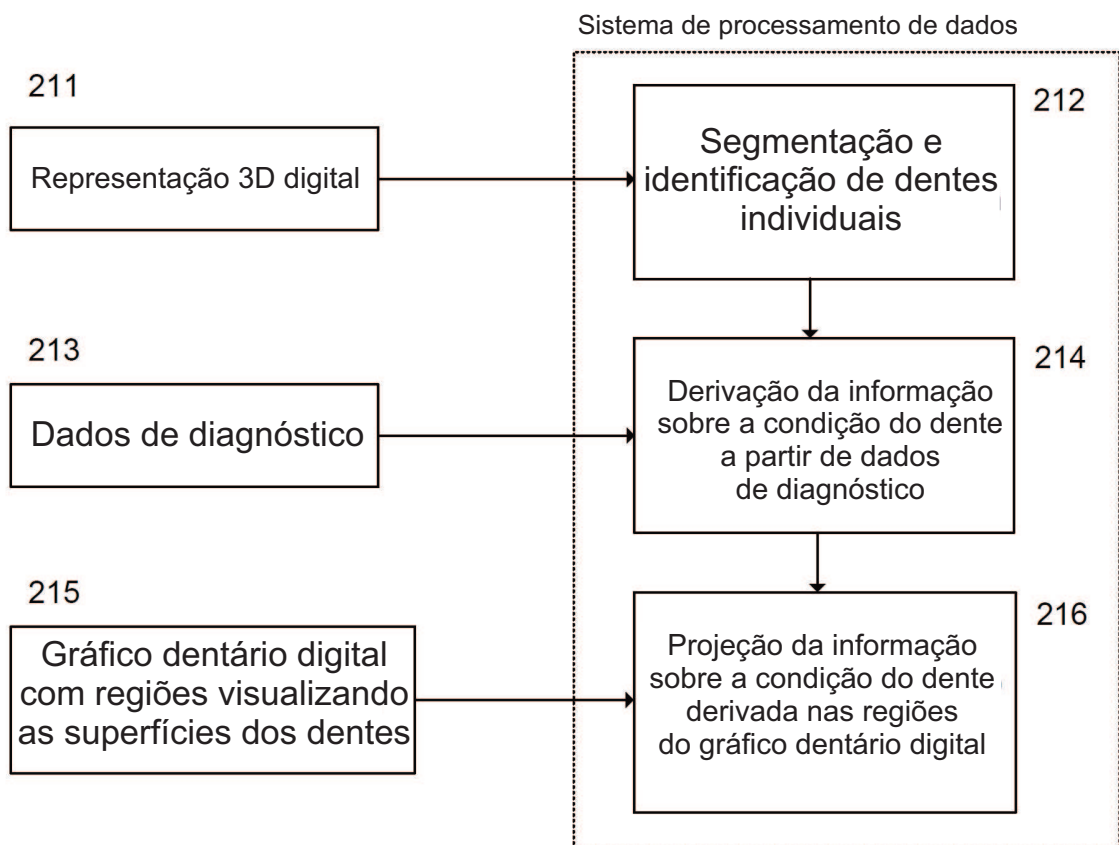 Sistema de processamento de dados
211
Representação 3D digital
212
Segmentação e
identificação de dentes
individuais
213
Dados de diagnóstico
214
Derivação da informação
sobre a condição do dente
a partir de dados
de diagnóstico
215
Gráfico dentário digital
com regiões visualizando
as superfícies dos dentes
216
Projeção da informação
sobre a condição do dente
derivada nas regiões
do gráfico dentário digital